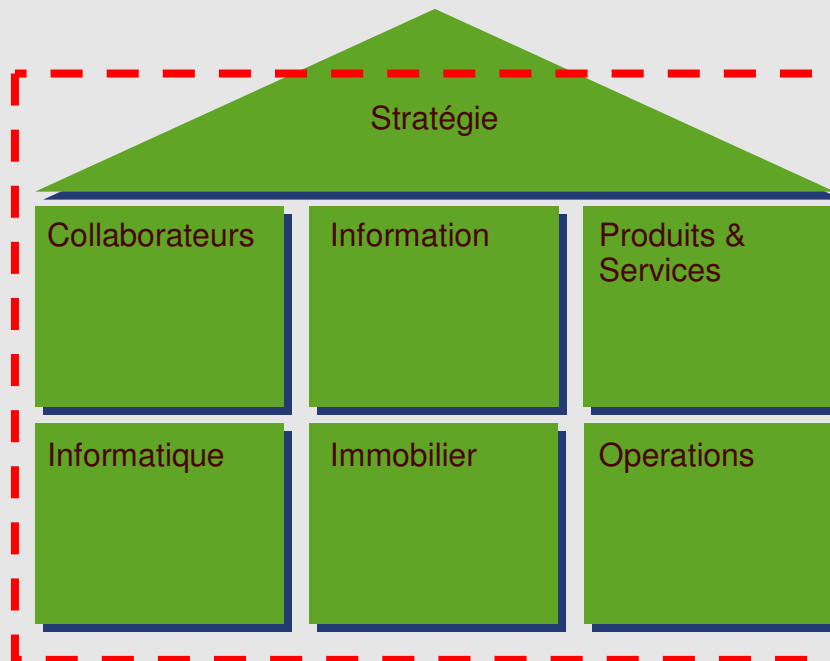 Stratégie
Collaborateurs
Information
Produits &
Services
Informatique
Immobilier
Operations